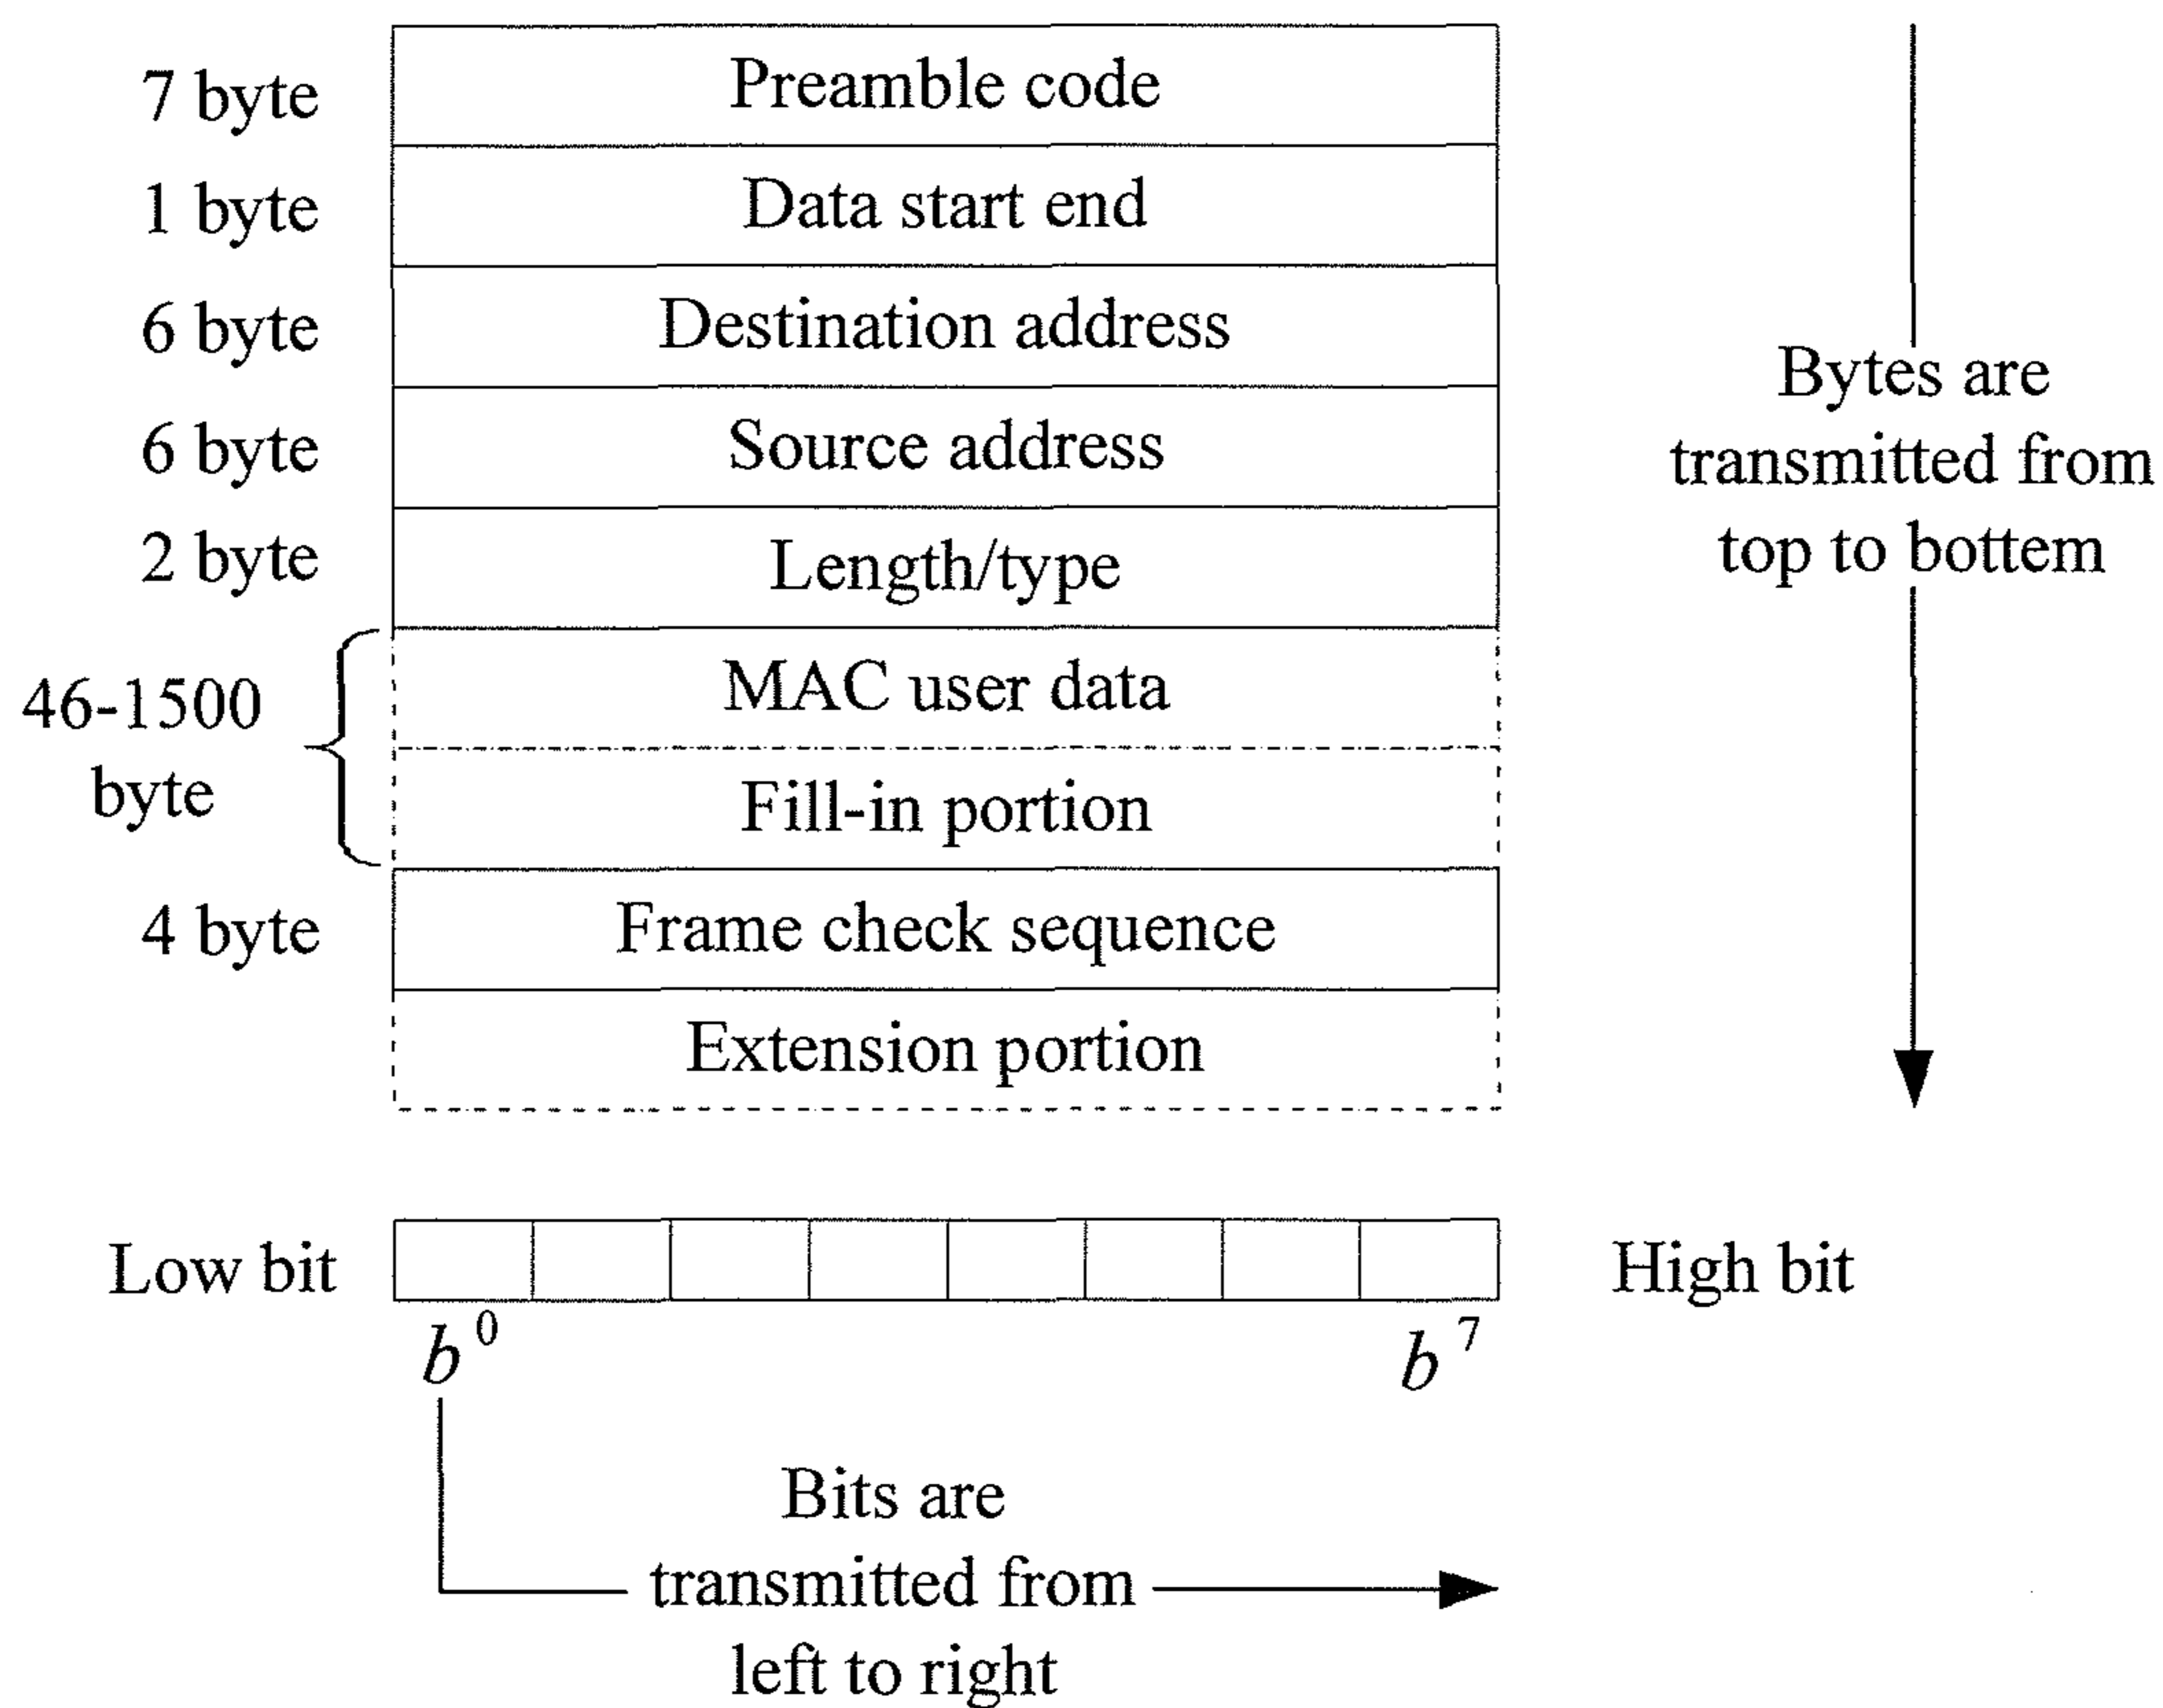 7 byte
Preamble code
1 byte
Data start end
6 byte
Destination address
6 byte
Source address
2 byte
Length/type
46-1500
byte
MAC user data
Fill-in portion
4 byte
Frame check sequence
Extension portion
Bytes are
transmitted from
top to bottem
Low bit
High bit
b⁰
b⁷
Bits are
transmitted from
left to right